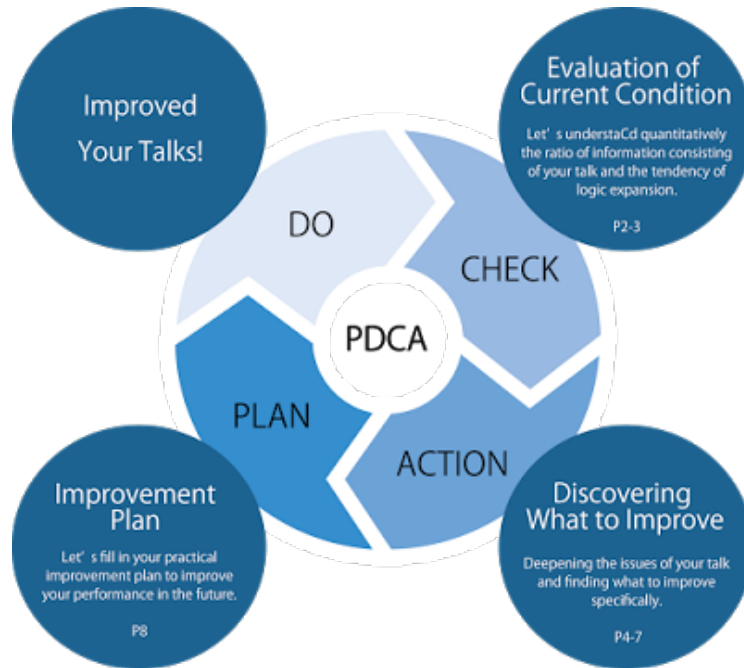 Improved
Your Talks!
Evaluation of
Current Condition
Let' s understaCd quantitatively
the ratio of information consisting
of your talk and the tendency of
logic expansion.
P2-3
DO
CHECK
PDCA
PLAN
ACTION
Improvement
Plan
Let' s fill in your practical
improvement plan to improve
your performance in the future.
P8
Discovering
What to Improve
Deepening the issues of your talk
and finding what to improve
specifically.
P4-7